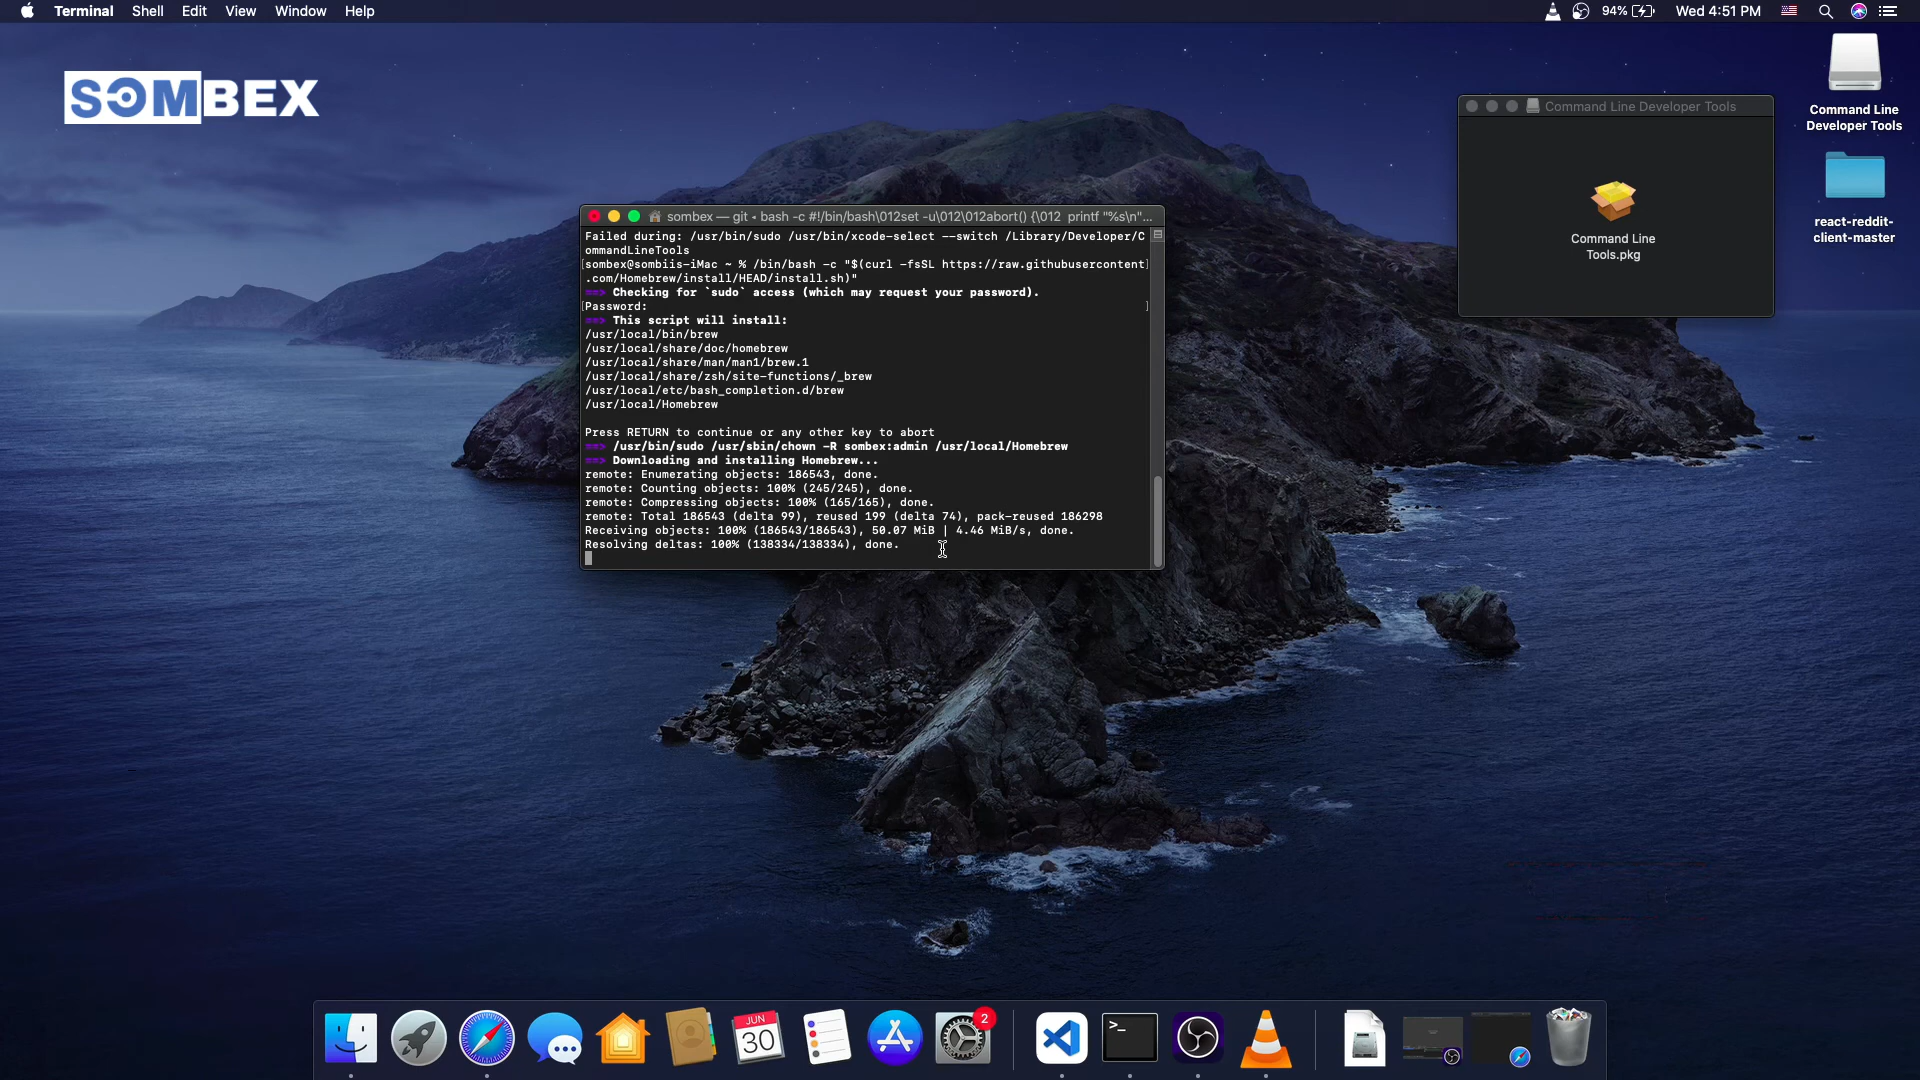 Terminal Shell Edit View Window Help
94% Wed 4:51 PM
SOMBEX
Command Line Developer Tools
Command Line
Tools.pkg
Command Line
Developer Tools
react-reddit-
client-master
sombex — git ◂ bash -c #!/bin/bash\012set -u\012\012abort() {\012 printf "%s\n"...
Failed during: /usr/bin/sudo /usr/bin/xcode-select --switch /Library/Developer/C
ommandLineTools
[sombex@sombiis-iMac ~ % /bin/bash -c "$(curl -fsSL https://raw.githubusercontent]
.com/Homebrew/install/HEAD/install.sh)"
==> Checking for `sudo` access (which may request your password).
[Password: ]
==> This script will install:
/usr/local/bin/brew
/usr/local/share/doc/homebrew
/usr/local/share/man/man1/brew.1
/usr/local/share/zsh/site-functions/_brew
/usr/local/etc/bash_completion.d/brew
/usr/local/Homebrew
Press RETURN to continue or any other key to abort
==> /usr/bin/sudo /usr/sbin/chown -R sombex:admin /usr/local/Homebrew
==> Downloading and installing Homebrew...
remote: Enumerating objects: 186543, done.
remote: Counting objects: 100% (245/245), done.
remote: Compressing objects: 100% (165/165), done.
remote: Total 186543 (delta 99), reused 199 (delta 74), pack-reused 186298
Receiving objects: 100% (186543/186543), 50.07 MiB | 4.46 MiB/s, done.
Resolving deltas: 100% (138334/138334), done.
JUN
30
2
>_